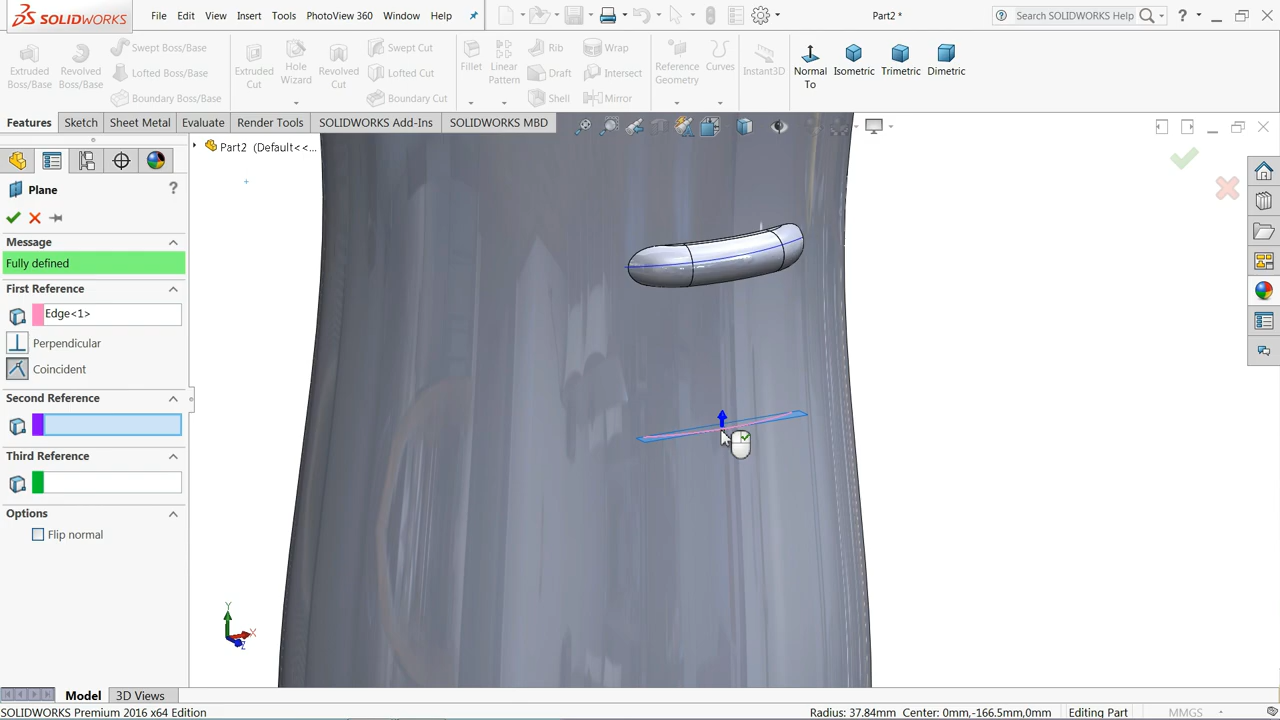 SOLIDWORKS
File Edit View Insert Tools PhotoView 360 Window Help
Part2 *
Search SOLIDWORKS Help
Extruded Boss/Base
Revolved Boss/Base
Swept Boss/Base
Lofted Boss/Base
Boundary Boss/Base
Extruded Cut
Hole Wizard
Revolved Cut
Swept Cut
Lofted Cut
Boundary Cut
Fillet
Linear Pattern
Rib
Draft
Shell
Wrap
Intersect
Mirror
Reference Geometry
Curves
Instant3D
Normal To
Isometric
Trimetric
Dimetric
Features Sketch Sheet Metal Evaluate Render Tools SOLIDWORKS Add-Ins SOLIDWORKS MBD
Part2 (Default<<...
Plane
?
Message
Fully defined
First Reference
Edge<1>
Perpendicular
Coincident
Second Reference
Third Reference
Options
Flip normal
Y
X
Z
Model 3D Views
SOLIDWORKS Premium 2016 x64 Edition
Radius: 37.84mm Center: 0mm,-166.5mm,0mm
Editing Part
MMGS